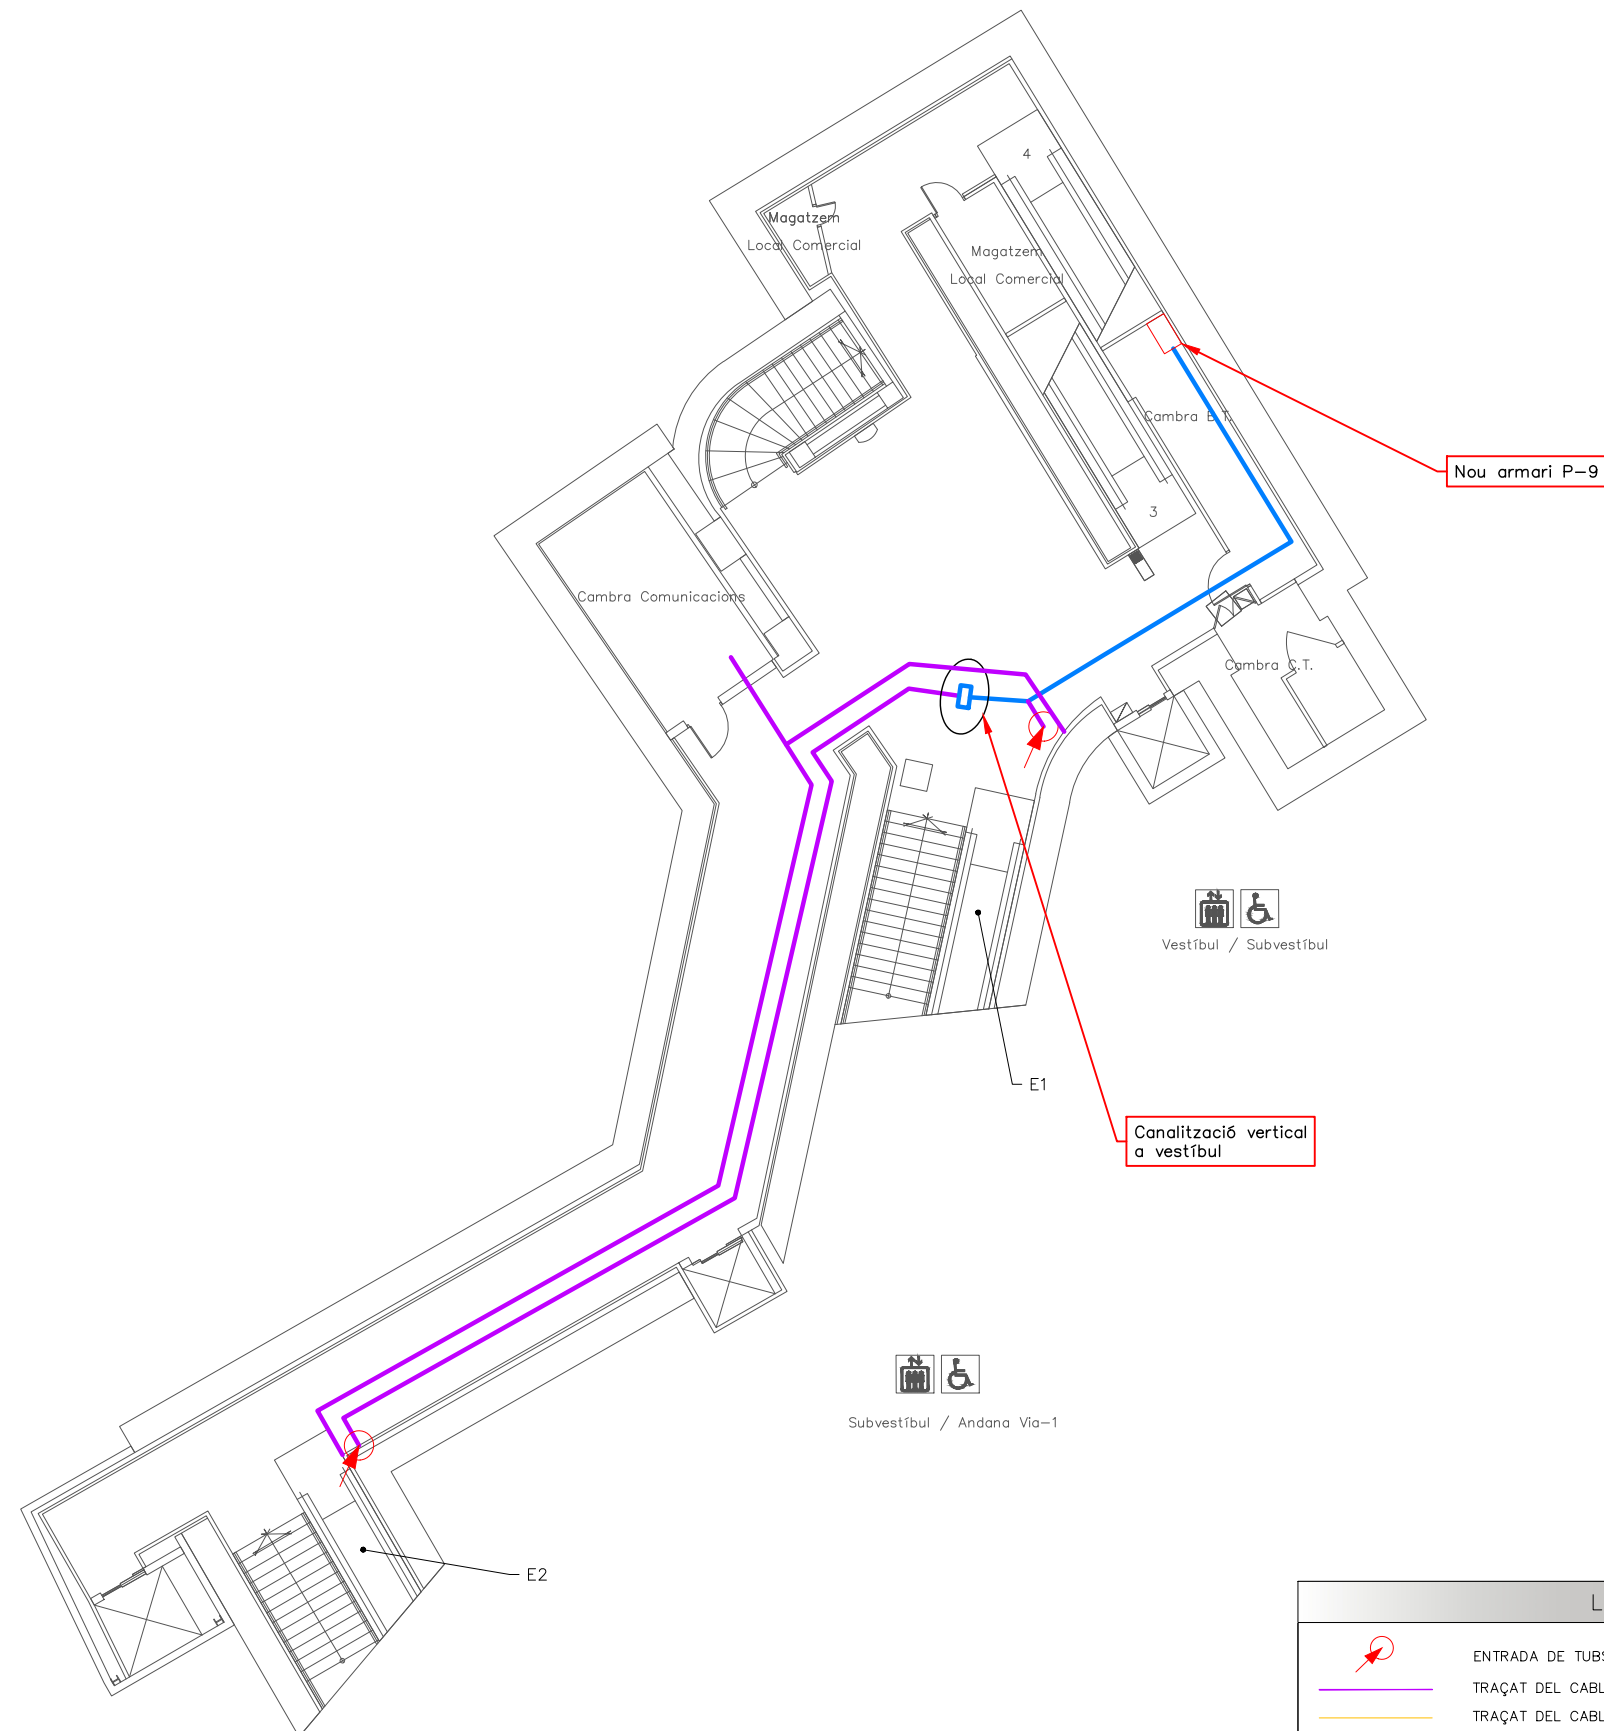 4
Magatzem
Local Comercial
Magatzem
Local Comercial
Cambra B.T.
Nou armari P-9
3
Cambra Comunicacions
Cambra C.T.
Vestíbul / Subvestíbul
E1
Canalització vertical
a vestíbul
Subvestíbul / Andana Via-1
E2
L
ENTRADA DE TUBS
TRAÇAT DEL CABL
TRAÇAT DEL CABL